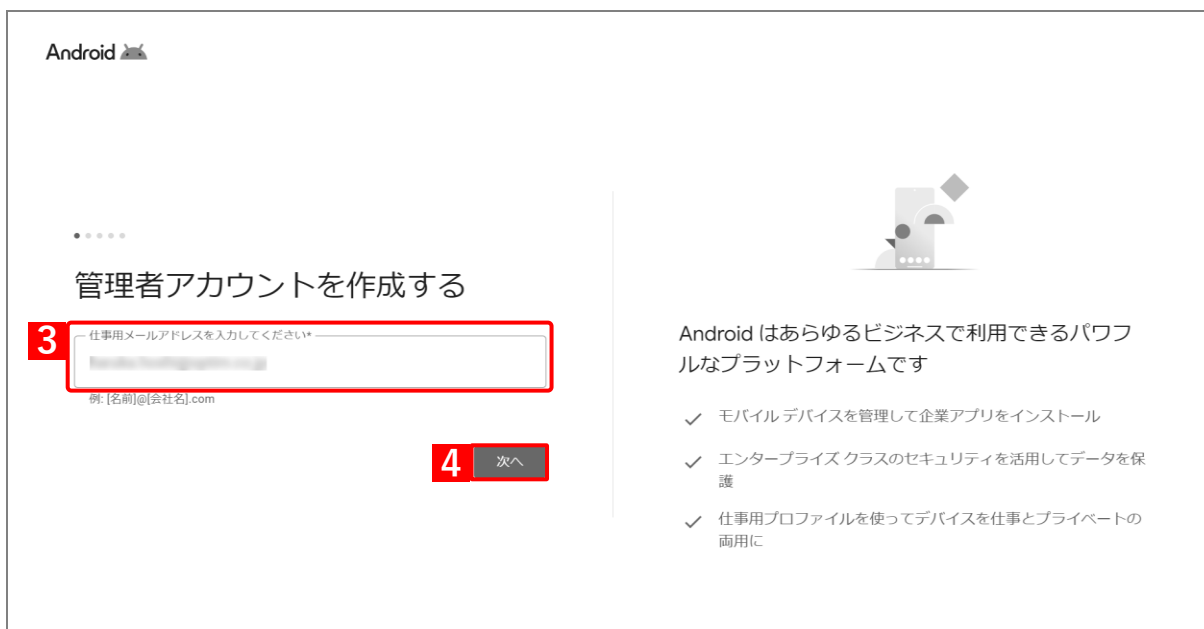 Android
管理者アカウントを作成する
3
仕事用メールアドレスを入力してください*
例: [名前]@[会社名].com
4
次へ
Android はあらゆるビジネスで利用できるパワフ
ルなプラットフォームです
モバイル デバイスを管理して企業アプリをインストール
エンタープライズ クラスのセキュリティを活用してデータを保
護
仕事用プロファイルを使ってデバイスを仕事とプライベートの
両用に